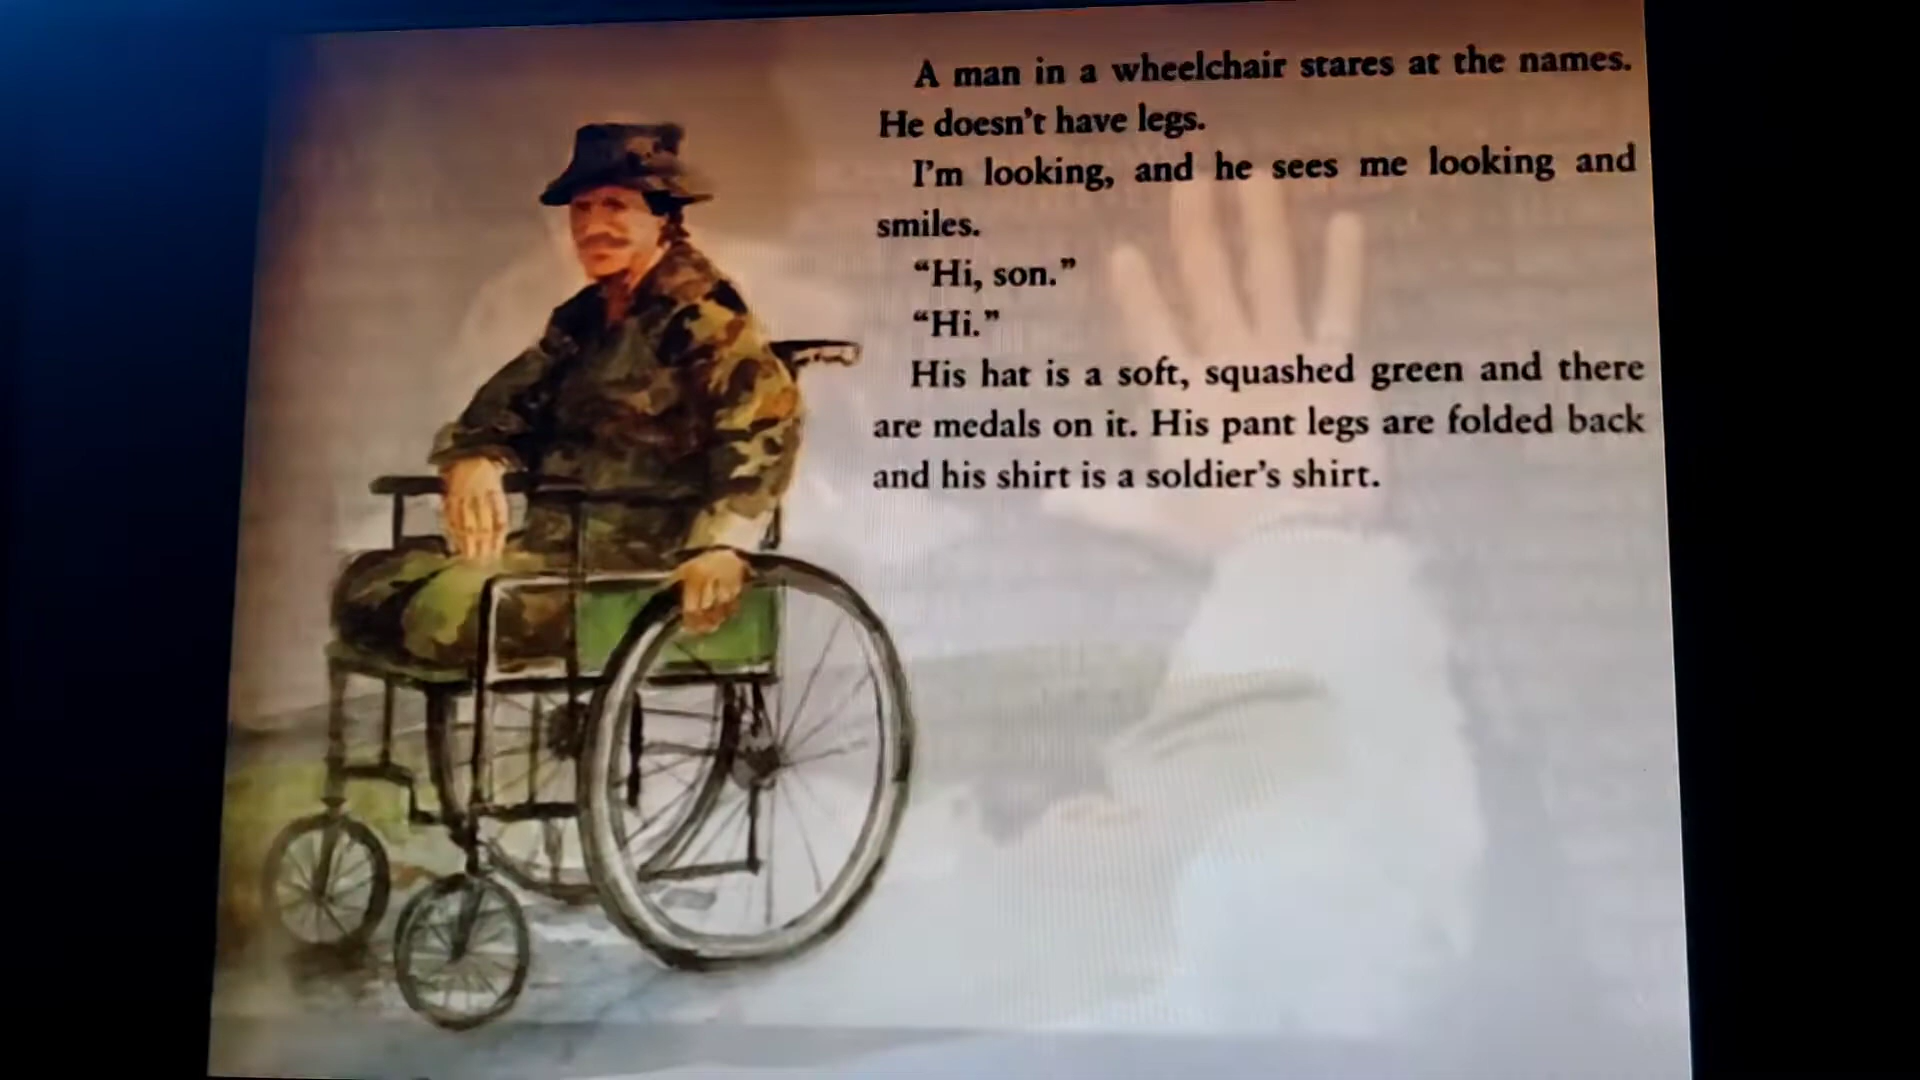 A man in a wheelchair stares at the names.
He doesn't have legs.
I'm looking, and he sees me looking and
smiles.
“Hi, son.”
“Hi.”
His hat is a soft, squashed green and there
are medals on it. His pant legs are folded back
and his shirt is a soldier's shirt.